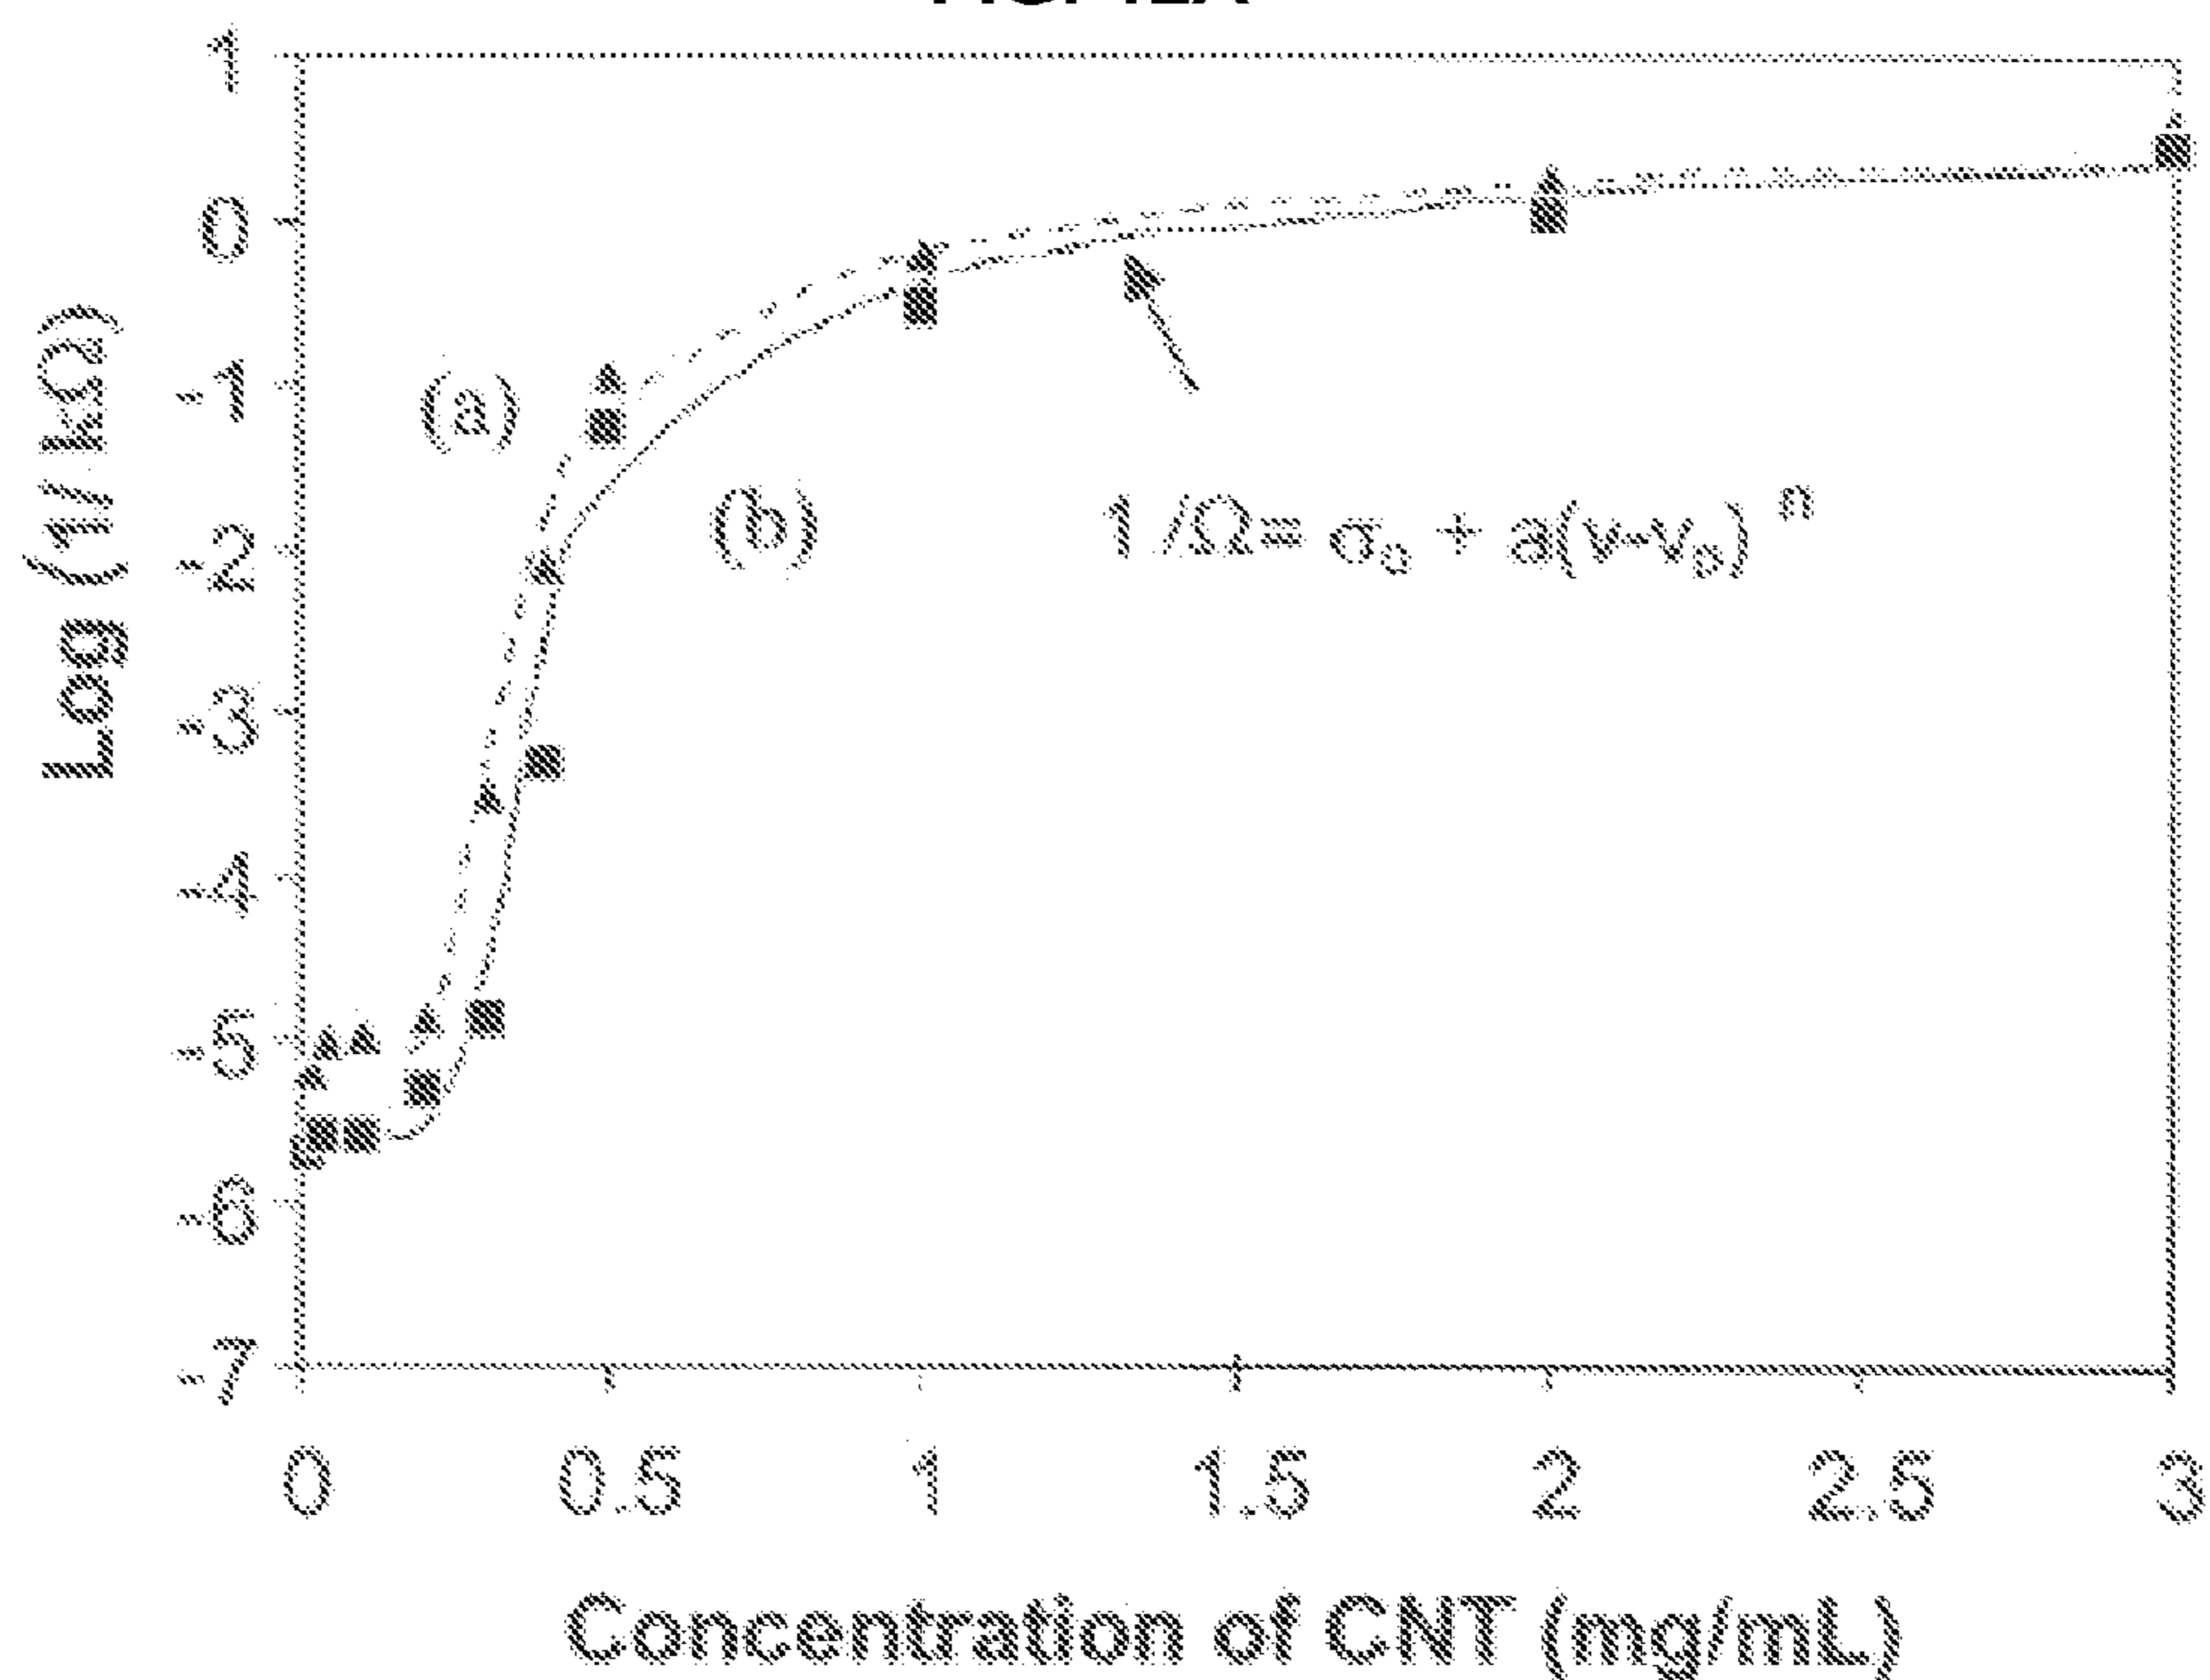 1
0
-1
-2
-3
-4
-5
-6
-7
Log (1/ kΩ)
(a)
(b)
1/Ω= σ₀ + a(v-v₀) ⁿ
0 0.5 1 1.5 2 2.5 3
Concentration of CNT (mg/mL)